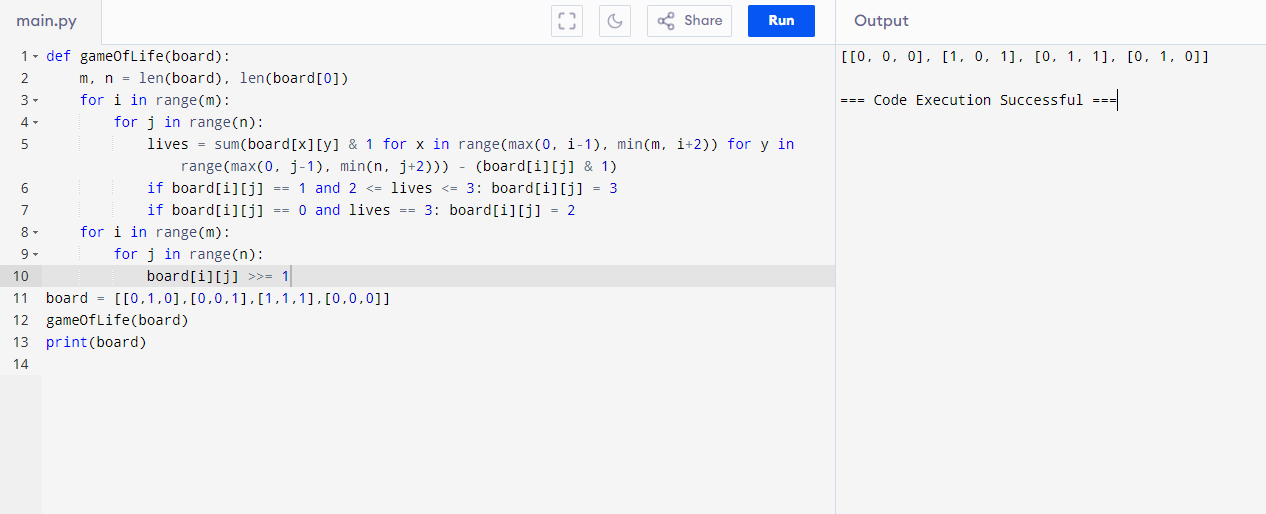 main.py
Share
Run
Output
1 def gameOfLife(board):
2 m, n = len(board), len(board[0])
3 for i in range(m):
4 for j in range(n):
5 lives = sum(board[x][y] & 1 for x in range(max(0, i-1), min(m, i+2)) for y in
range(max(0, j-1), min(n, j+2))) - (board[i][j] & 1)
6 if board[i][j] == 1 and 2 <= lives <= 3: board[i][j] = 3
7 if board[i][j] == 0 and lives == 3: board[i][j] = 2
8 for i in range(m):
9 for j in range(n):
10 board[i][j] >>= 1
11 board = [[0,1,0],[0,0,1],[1,1,1],[0,0,0]]
12 gameOfLife(board)
13 print(board)
14
[[0, 0, 0], [1, 0, 1], [0, 1, 1], [0, 1, 0]]
=== Code Execution Successful ===